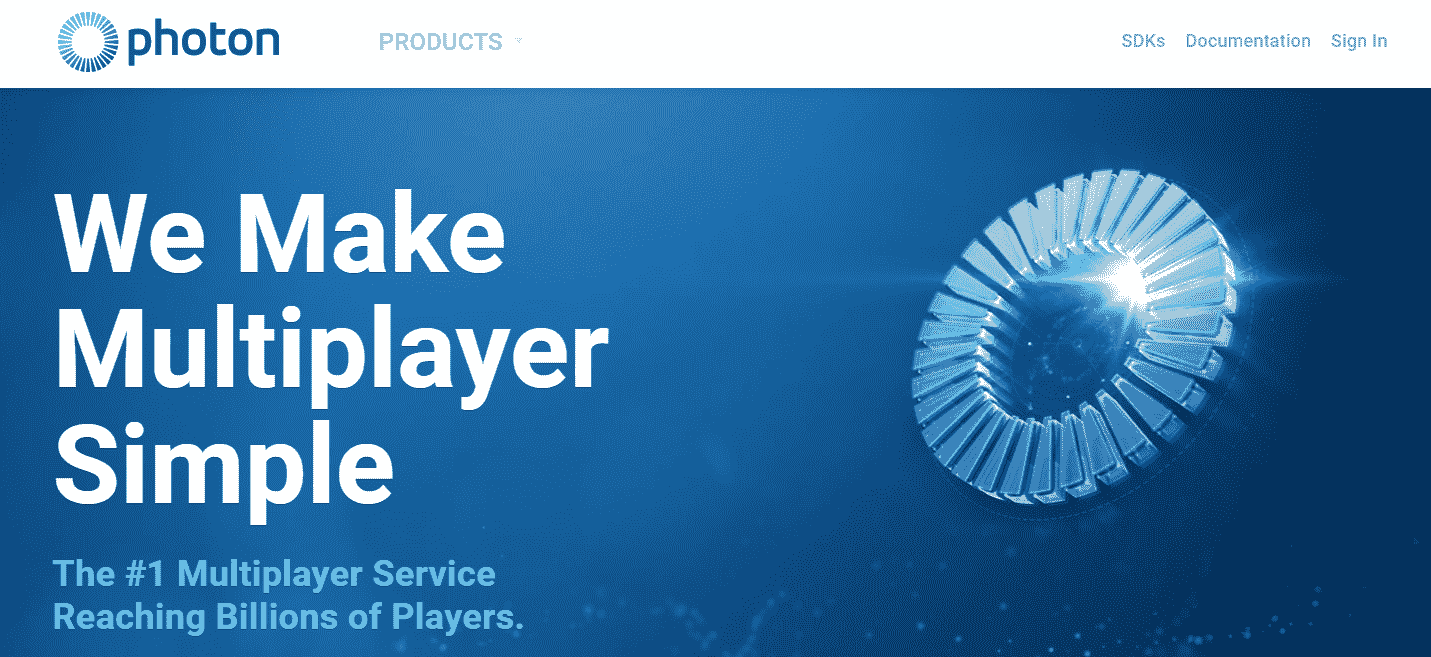 photon
PRODUCTS
SDKs Documentation Sign In
We Make
Multiplayer
Simple
The #1 Multiplayer Service
Reaching Billions of Players.